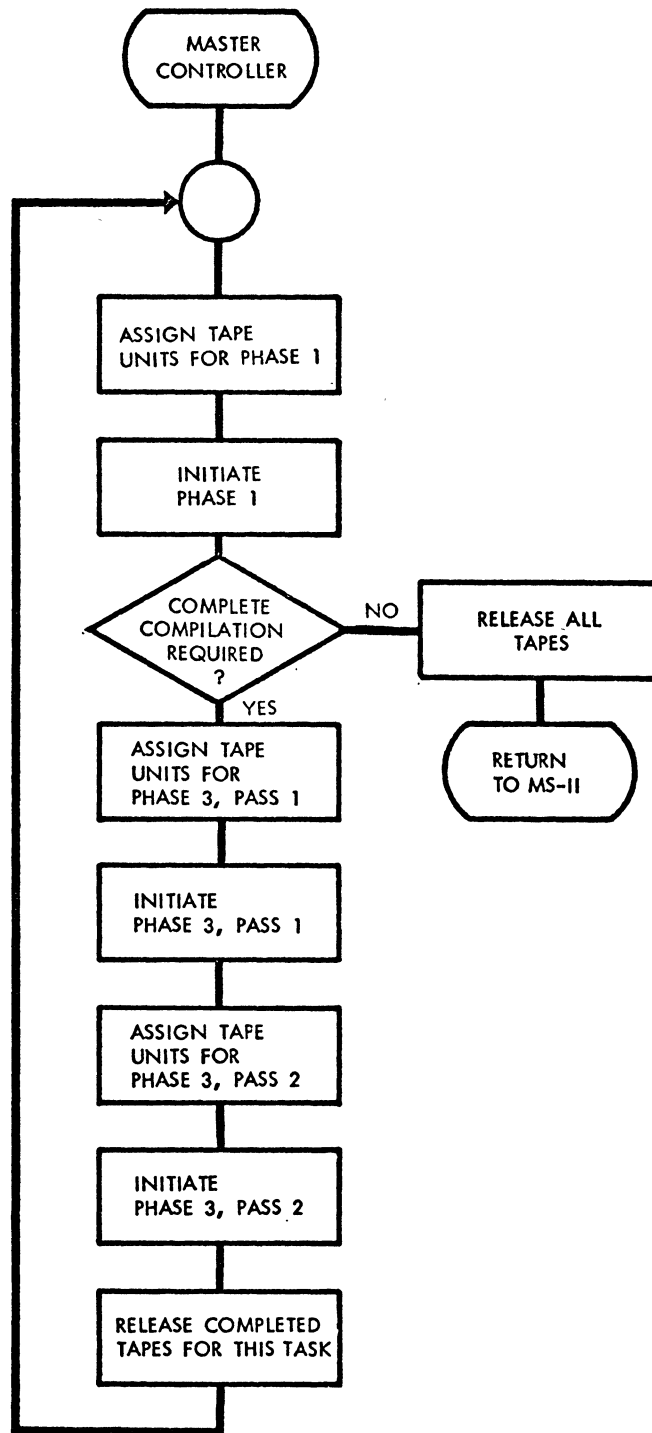 MASTER
CONTROLLER
ASSIGN TAPE
UNITS FOR PHASE 1
INITIATE
PHASE 1
COMPLETE
COMPILATION
REQUIRED
?
NO
RELEASE ALL
TAPES
RETURN
TO MS-II
YES
ASSIGN TAPE
UNITS FOR
PHASE 3, PASS 1
INITIATE
PHASE 3, PASS 1
ASSIGN TAPE
UNITS FOR
PHASE 3, PASS 2
INITIATE
PHASE 3, PASS 2
RELEASE COMPLETED
TAPES FOR THIS TASK